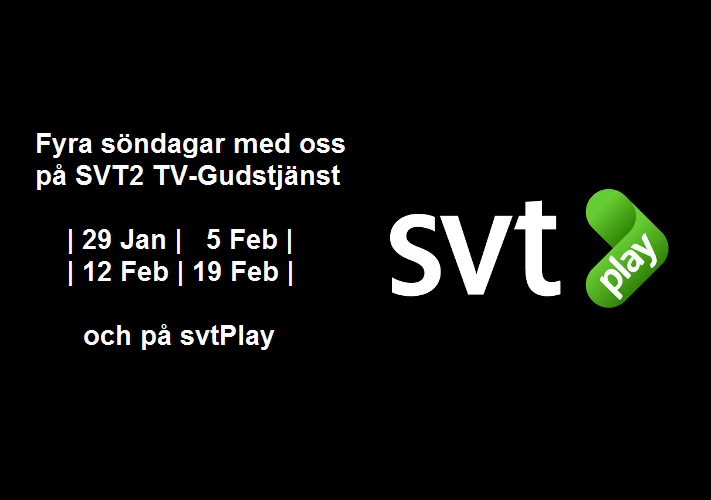 Fyra söndagar med oss
på SVT2 TV-Gudstjänst
| 29 Jan | 5 Feb |
| 12 Feb | 19 Feb |
och på svtPlay
svt play